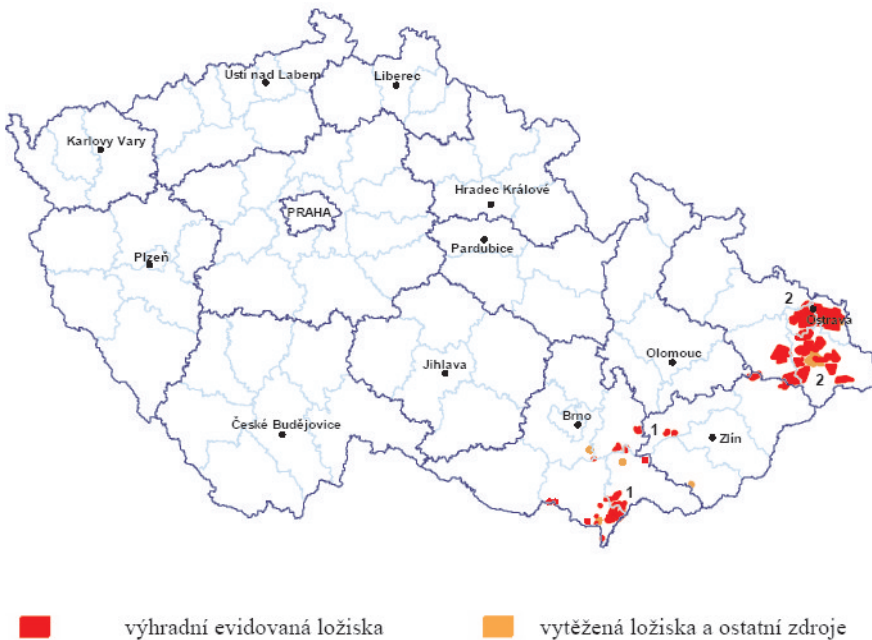 Ústí nad Labem
Liberec
Karlovy Vary
Hradec Králové
PRAHA
Pardubice
Plzeň
2
Ostrava
Olomouc
Jihlava
2
Brno
České Budějovice
1
Zlín
1
výhradní evidovaná ložiska
vytěžená ložiska a ostatní zdroje